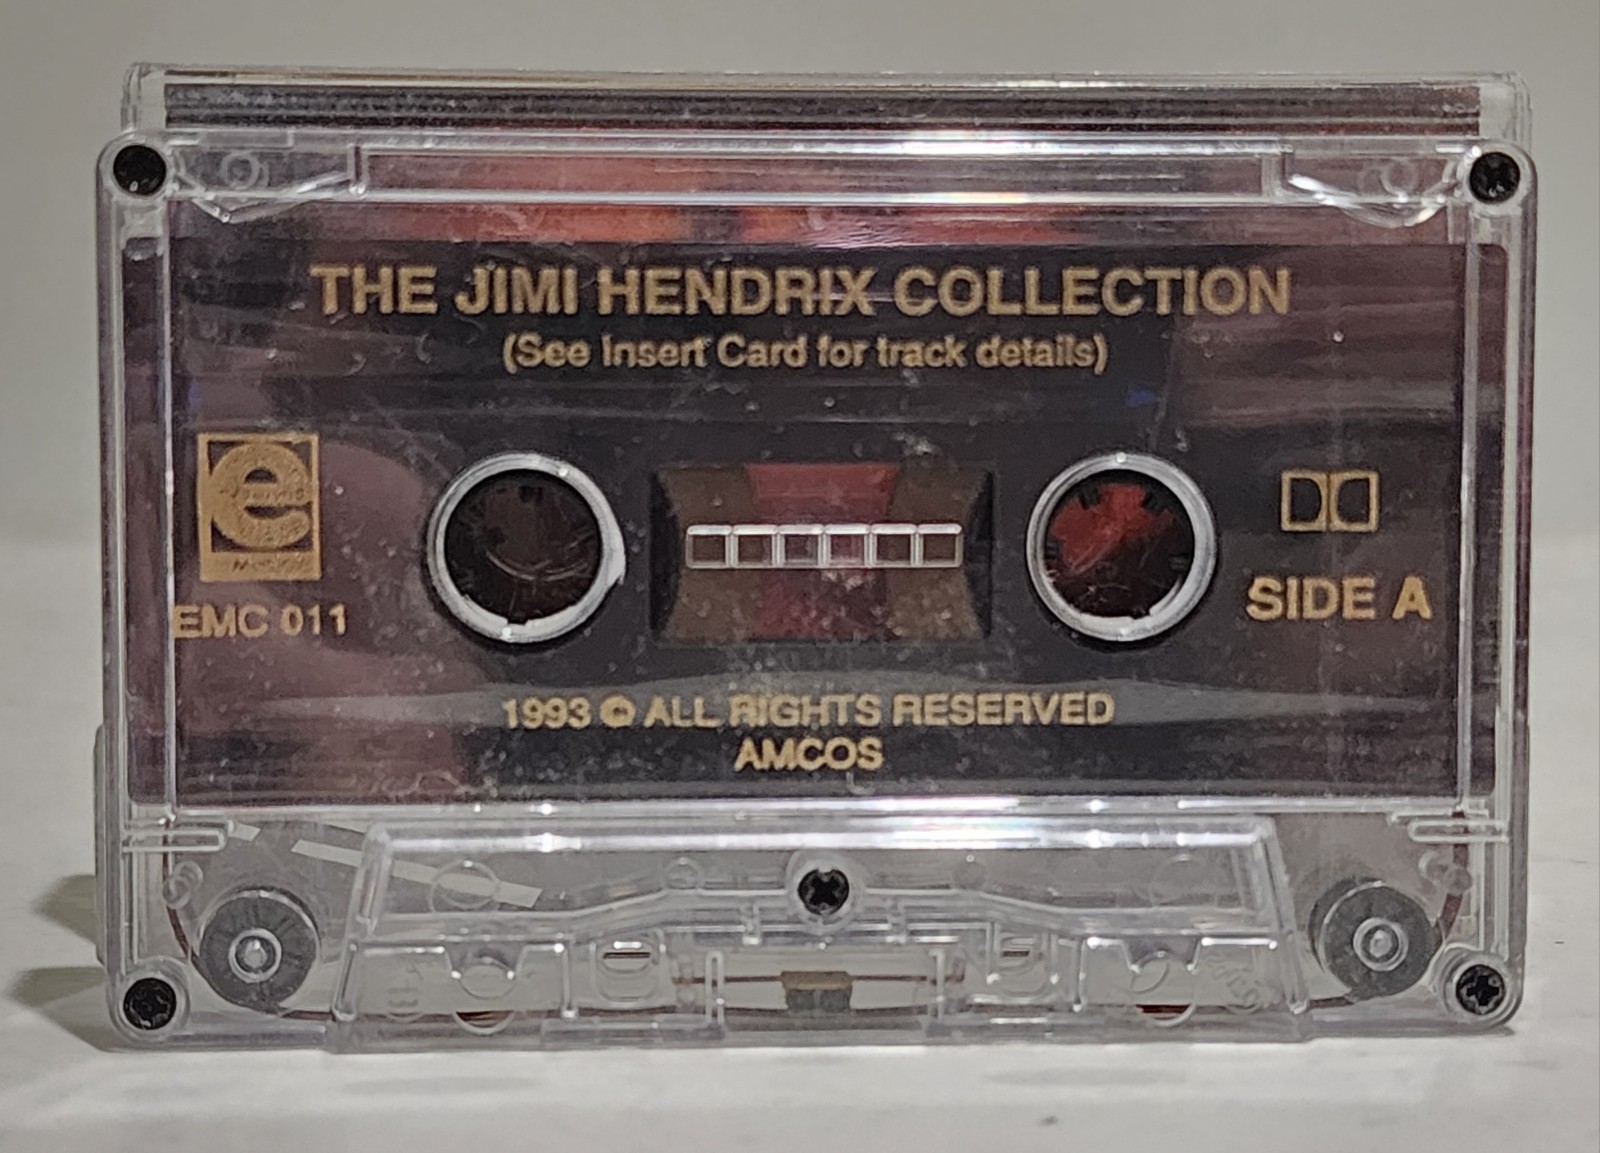 THE JIMI HENDRIX COLLECTION
(See Insert Card for track details)
e
EMC 011
SIDE A
1993 © ALL RIGHTS RESERVED
AMCOS